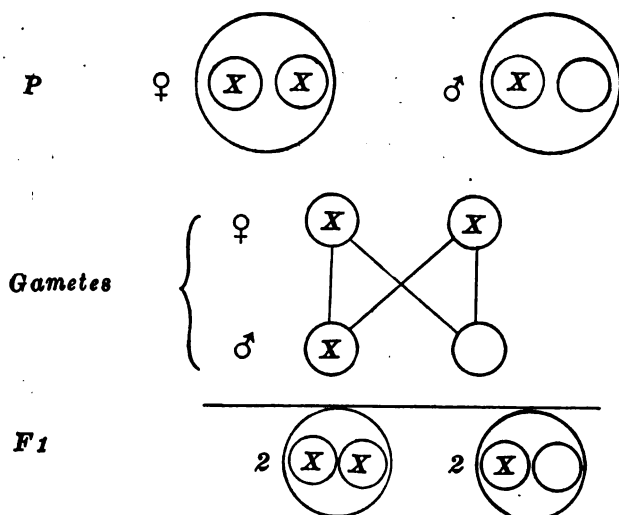 P ♀ X X ♂ X
♀ X X
Gametes
♂ X
F1 2 X X 2 X